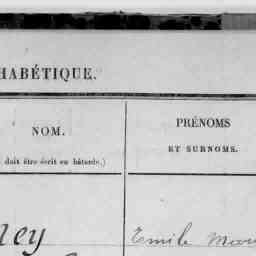 HABÉTIQUE.
NOM.
doit être écrit en bâtarde.)
PRÉNOMS
ET SURNOMS.
ney
Emile